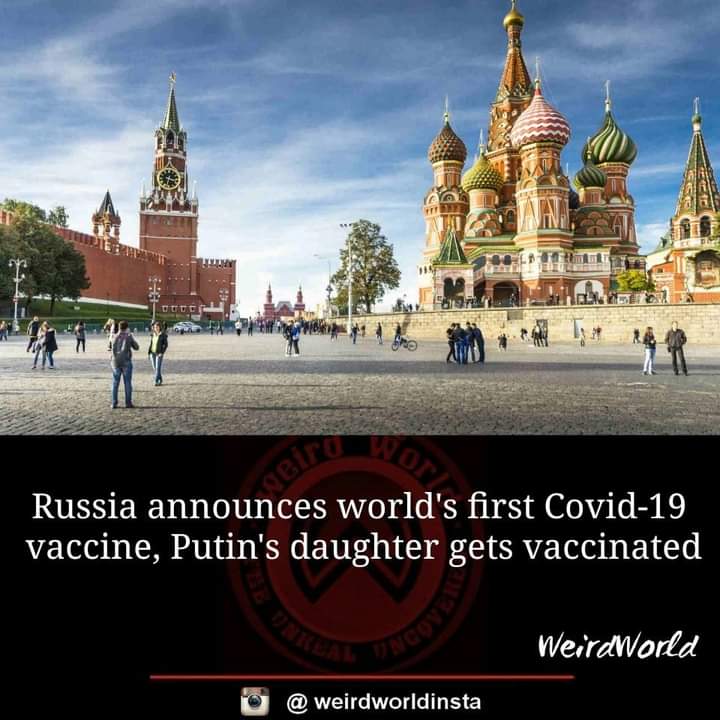 Weird World
THE UNREAL UNCOVERED
Russia announces world's first Covid-19
vaccine, Putin's daughter gets vaccinated
WeirdWorld
@ weirdworldinsta